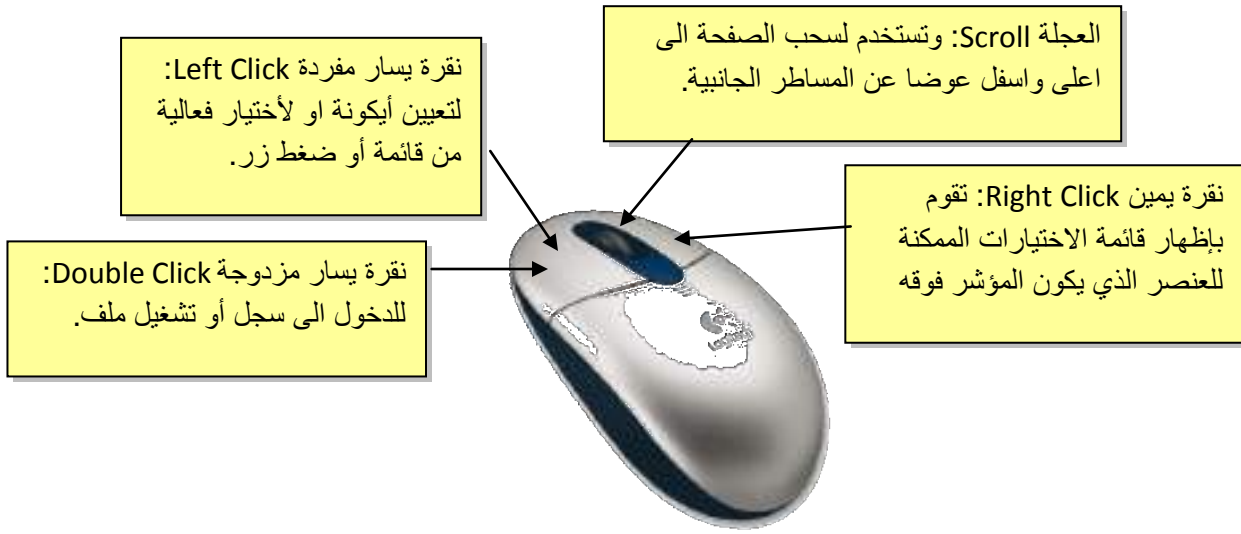 العجلة Scroll: وتستخدم لسحب الصفحة الى
اعلى واسفل عوضا عن المساطر الجانبية.
نقرة يسار مفردة Left Click:
لتعيين أيكونة او لأختيار فعالية
من قائمة أو ضغط زر.
نقرة يمين Right Click: تقوم
بإظهار قائمة الاختيارات الممكنة
للعنصر الذي يكون المؤشر فوقه
نقرة يسار مزدوجة Double Click:
للدخول الى سجل أو تشغيل ملف.